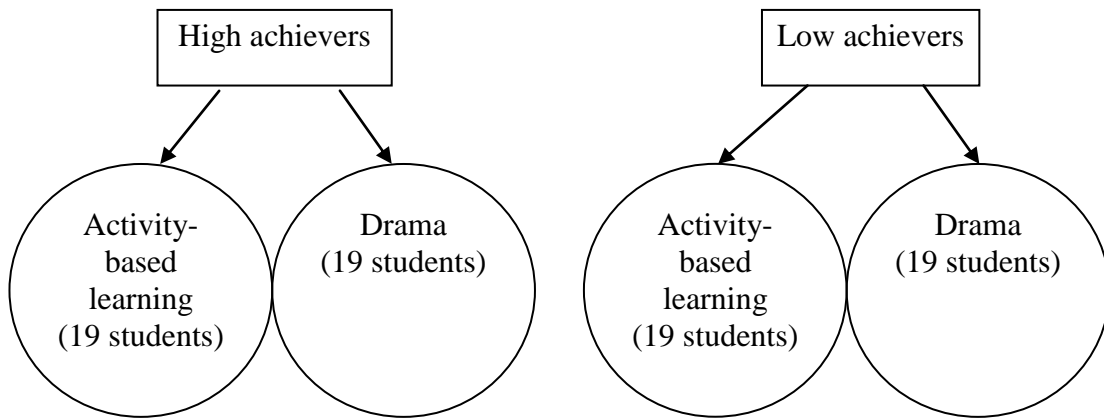 High achievers
Low achievers
Activity-
based
learning
(19 students)
Drama
(19 students)
Activity-
based
learning
(19 students)
Drama
(19 students)